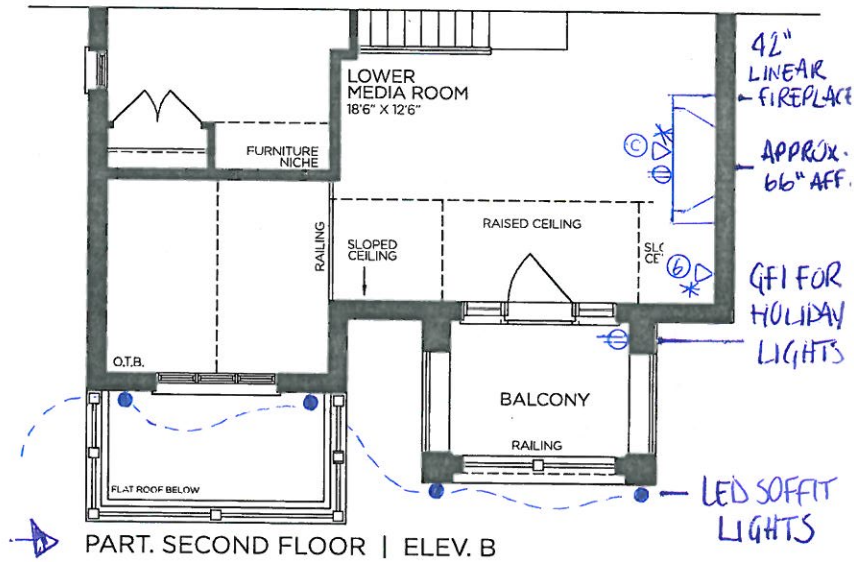 LOWER
MEDIA ROOM
18'6" X 12'6"
42"
LINEAR
FIREPLACE
C
APPROX.
66" AFF.
FURNITURE
NICHE
RAILING
SLOPED
CEILING
RAISED CEILING
6
GFI FOR
HOLIDAY
LIGHTS
O.T.B.
BALCONY
RAILING
FLAT ROOF BELOW
LED SOFFIT
LIGHTS
PART. SECOND FLOOR | ELEV. B